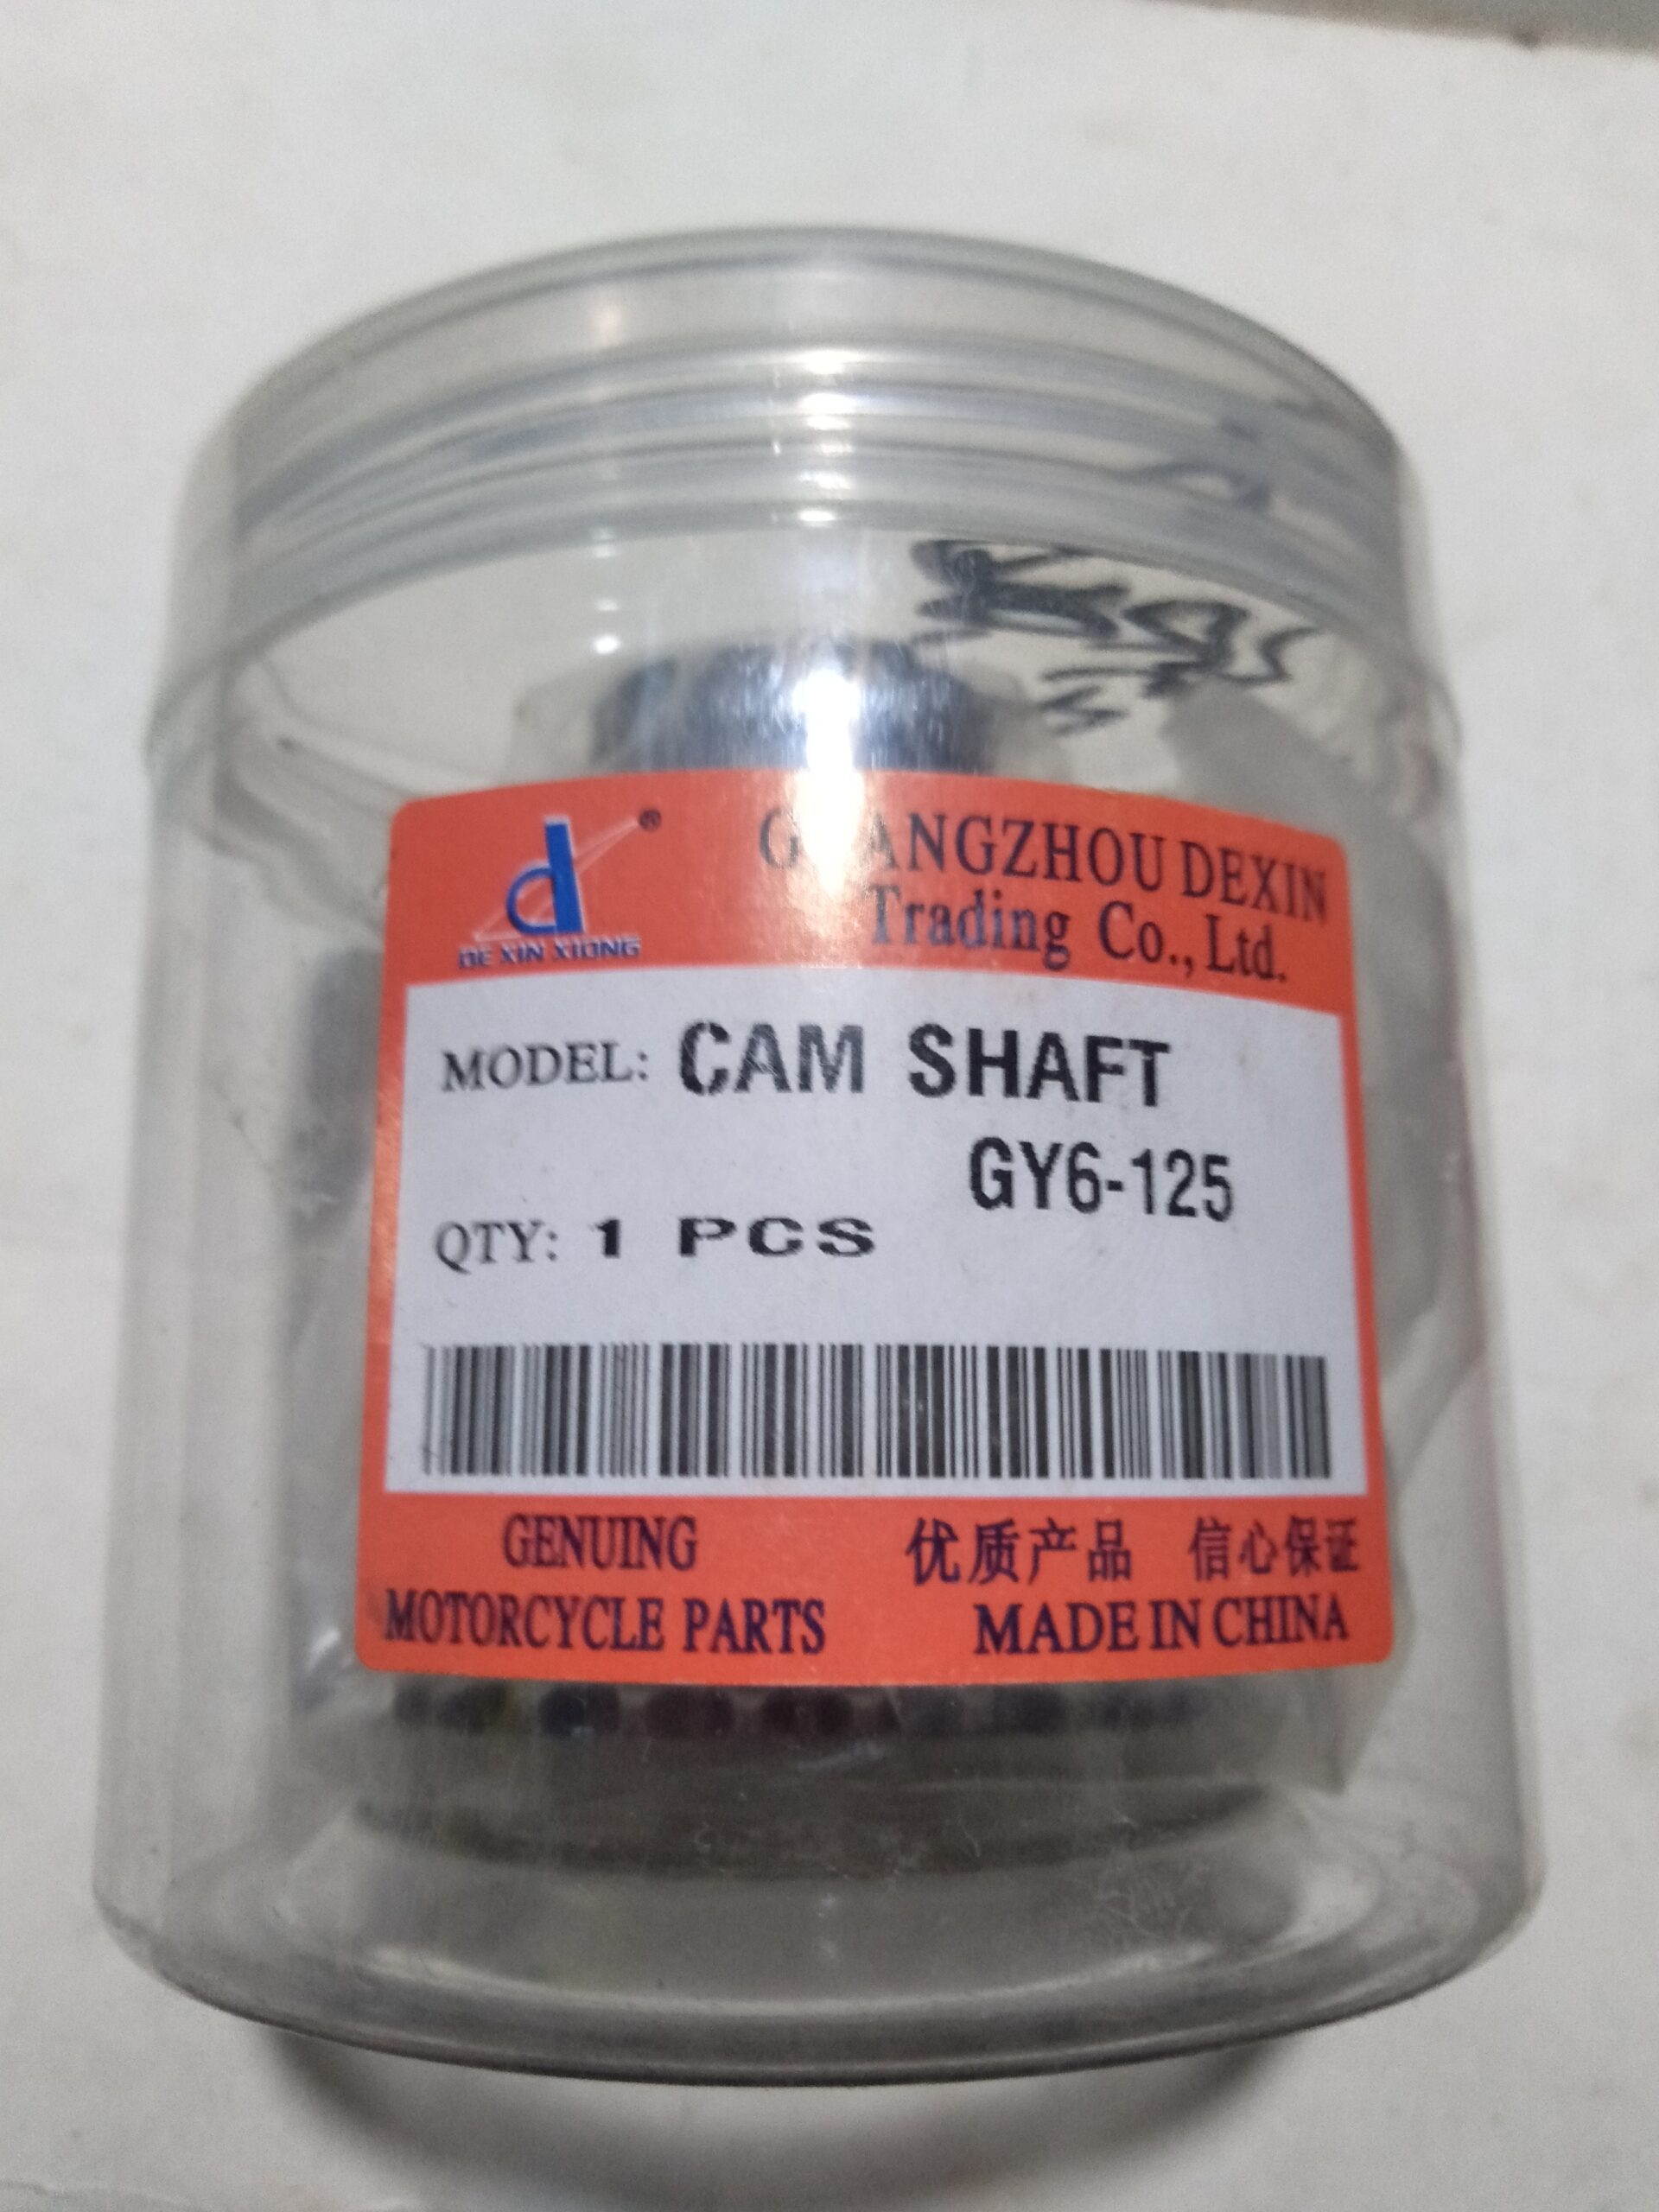 d ®
DE XIN XIONG
GUANGZHOU DEXIN
Trading Co., Ltd.
MODEL: CAM SHAFT
GY6-125
QTY: 1 PCS
GENUING
MOTORCYCLE PARTS
优质产品 信心保证
MADE IN CHINA